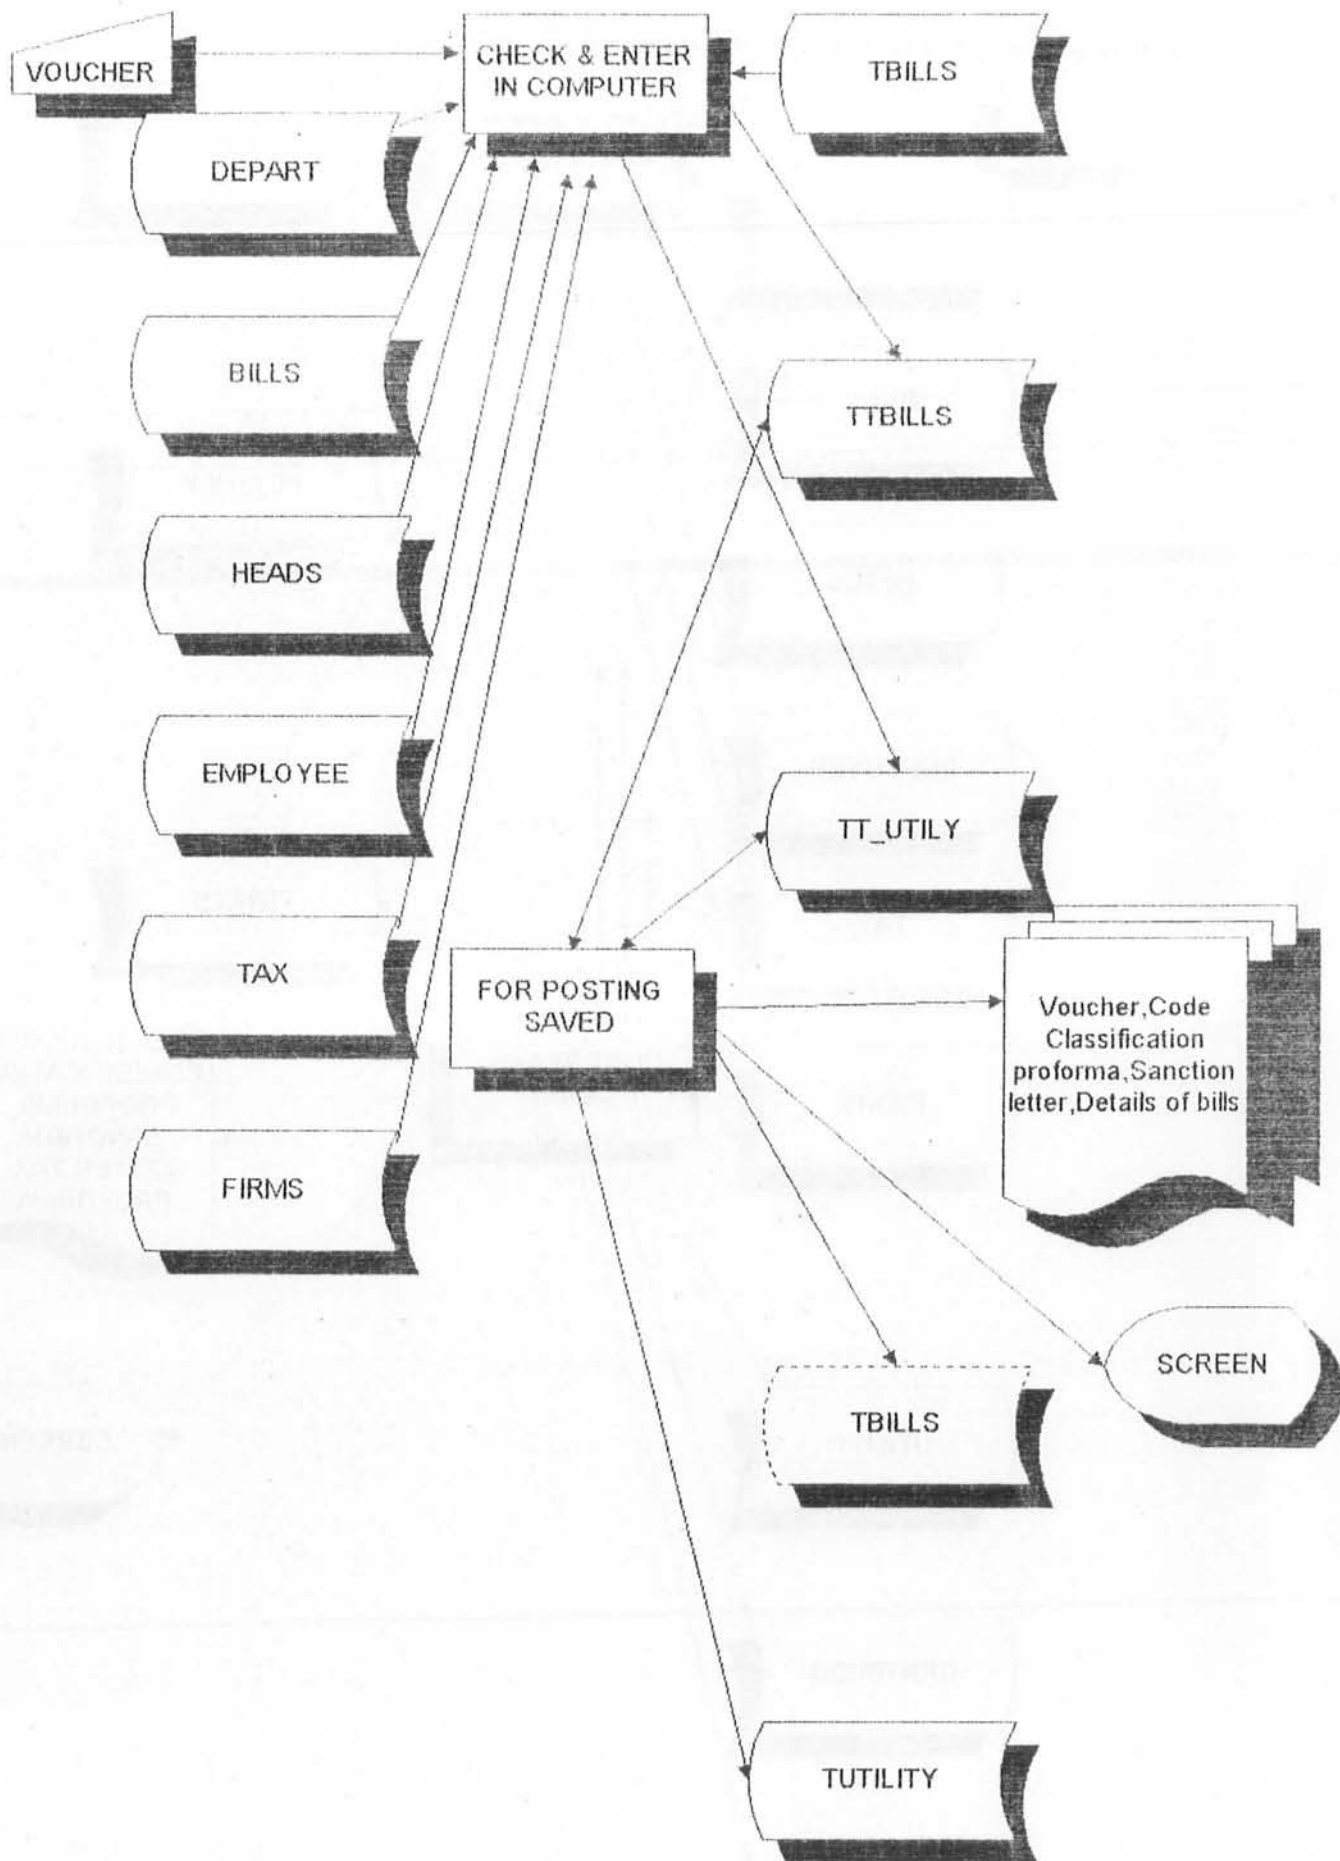 VOUCHER
CHECK & ENTER
IN COMPUTER
TBILLS
DEPART
BILLS
TTBILLS
HEADS
EMPLOYEE
TT_UTILY
TAX
FOR POSTING
SAVED
Voucher,Code
Classification
proforma,Sanction
letter,Details of bills
FIRMS
SCREEN
TBILLS
TUTILITY